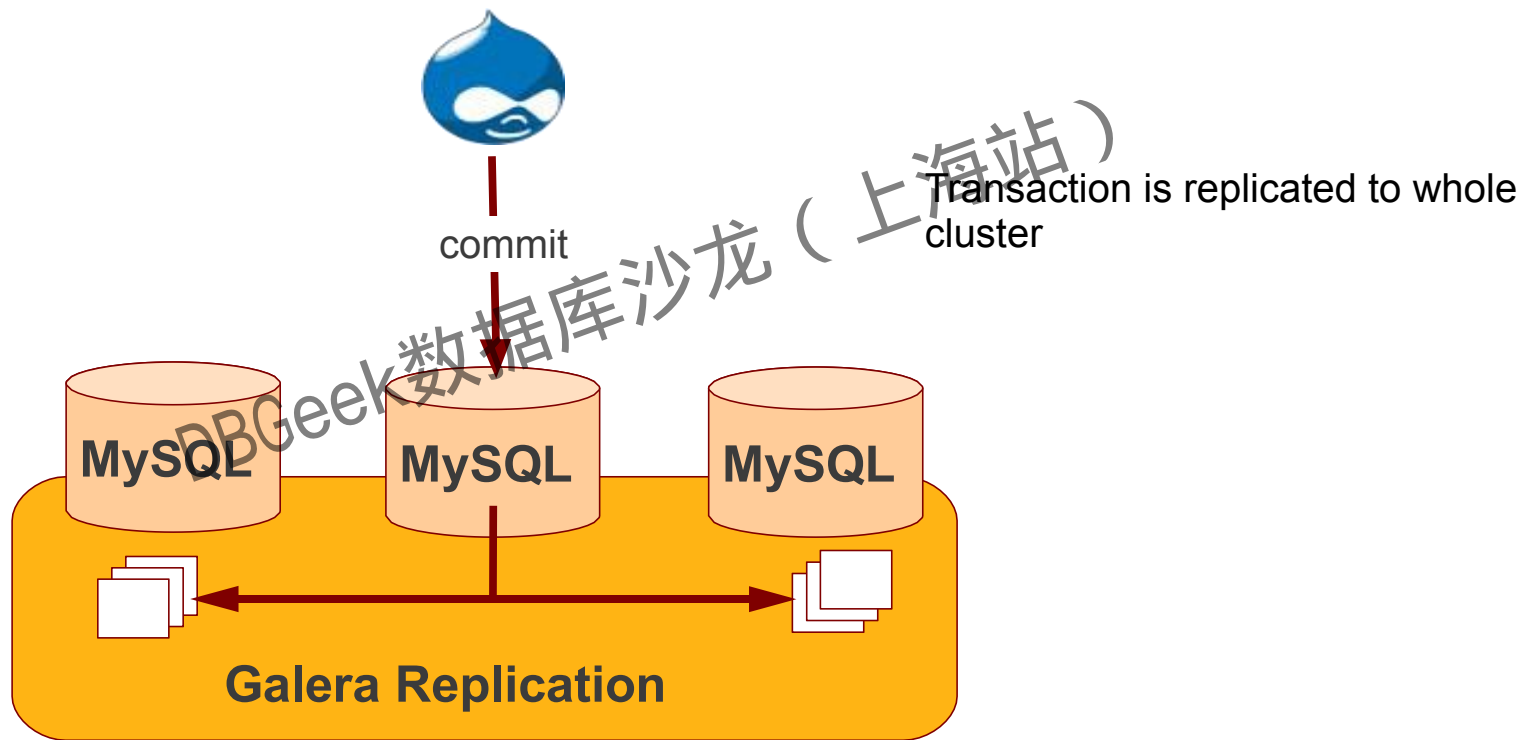 commit
Transaction is replicated to whole
cluster
DBGeek数据库沙龙（上海站）
MySQL
MySQL
MySQL
Galera Replication